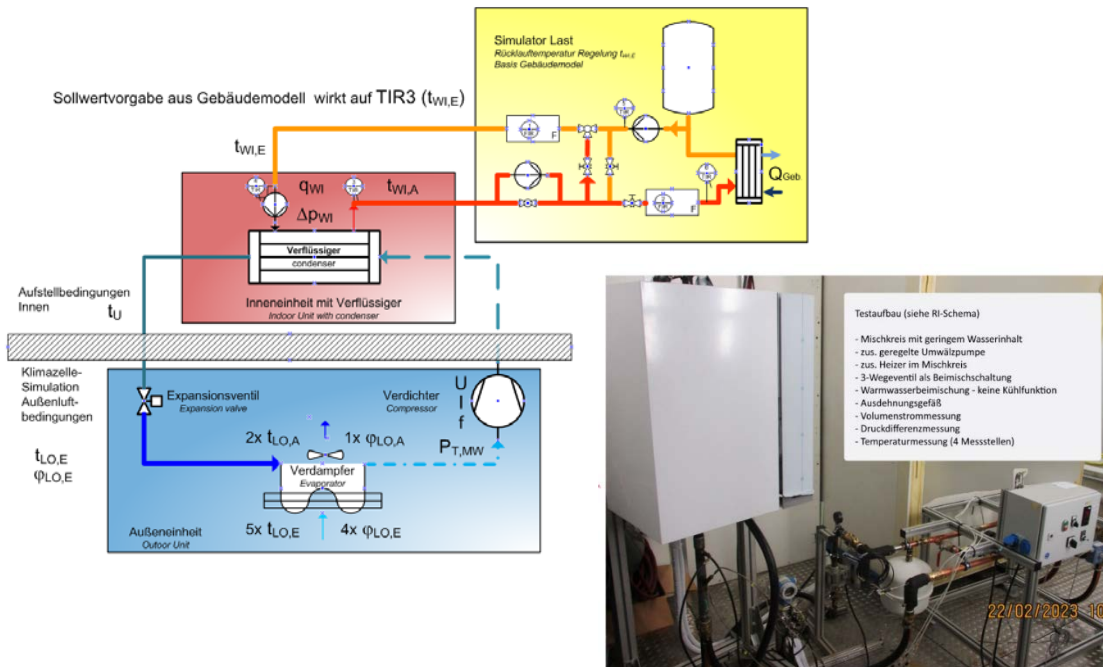 Simulator Last
Rücklauftemperatur Regelung tWI,E
Basis Gebäudemodel
Sollwertvorgabe aus Gebäudemodell wirkt auf TIR3 (tWI,E)
F
tWI,E
qWI
tWI,A
QGeb
ΔpWI
F
Verflüssiger
condenser
Aufstellbedingungen
Innen
tU
Inneneinheit mit Verflüssiger
Indoor Unit with condenser
Klimazelle-
Simulation
Außenluft-
bedingungen
Expansionsventil
Expansion valve
Verdichter
Compressor
U
I
f
2x tLO,A
1x φLO,A
PT,MW
tLO,E
φLO,E
Verdampfer
Evaporator
5x tLO,E
4x φLO,E
Außeneinheit
Outoor Unit
Testaufbau (siehe RI-Schema)
- Mischkreis mit geringem Wasserinhalt
- zus. geregelte Umwälzpumpe
- zus. Heizer im Mischkreis
- 3-Wegeventil als Beimischschaltung
- Warmwasserbeimischung - keine Kühlfunktion
- Ausdehnungsgefäß
- Volumenstrommessung
- Druckdifferenzmessung
- Temperaturmessung (4 Messstellen)
22/02/2023 10